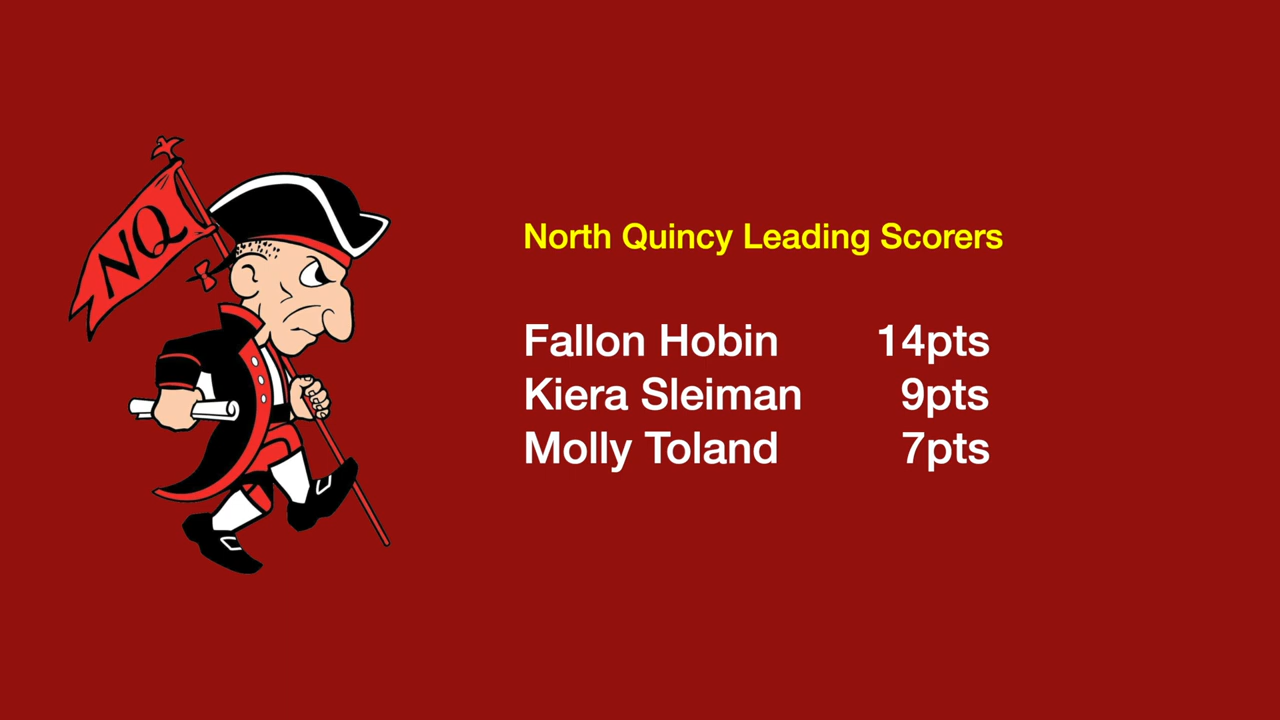 NQ
North Quincy Leading Scorers
Fallon Hobin 14pts
Kiera Sleiman 9pts
Molly Toland 7pts